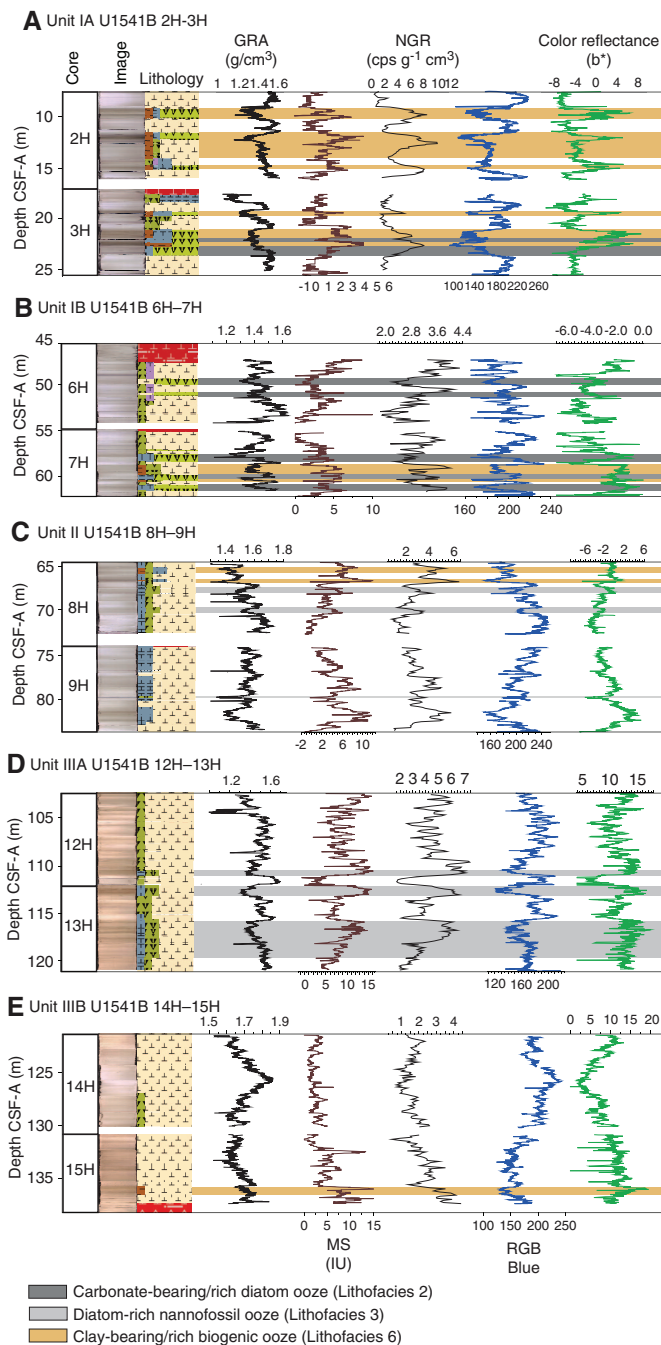 A Unit IA U1541B 2H-3H
Core
Image
Lithology
GRA
(g/cm³)
NGR
(cps g⁻¹ cm³)
Color reflectance
(b*)
1 1.2 1.4 1.6
0 2 4 6 8 10 12
-8 -4 0 4 8
Depth CSF-A (m)
10
15
20
25
2H
3H
-1 0 1 2 3 4 5 6
100 140 180 220 260
B Unit IB U1541B 6H–7H
1.2 1.4 1.6
2.0 2.8 3.6 4.4
-6.0 -4.0 -2.0 0.0
Depth CSF-A (m)
45
50
55
60
6H
7H
0 5 10
160 200 240
C Unit II U1541B 8H–9H
1.4 1.6 1.8
2 4 6
-6 -2 2 6
Depth CSF-A (m)
65
70
75
80
8H
9H
-2 2 6 10
160 200 240
D Unit IIIA U1541B 12H–13H
1.2 1.6
2 3 4 5 6 7
5 10 15
Depth CSF-A (m)
105
110
115
120
12H
13H
0 5 10 15
120 160 200
E Unit IIIB U1541B 14H–15H
1.5 1.7 1.9
1 2 3 4
0 5 10 15 20
Depth CSF-A (m)
125
130
135
14H
15H
0 5 10 15
100 150 200 250
MS
(IU)
RGB
Blue
Carbonate-bearing/rich diatom ooze (Lithofacies 2)
Diatom-rich nannofossil ooze (Lithofacies 3)
Clay-bearing/rich biogenic ooze (Lithofacies 6)